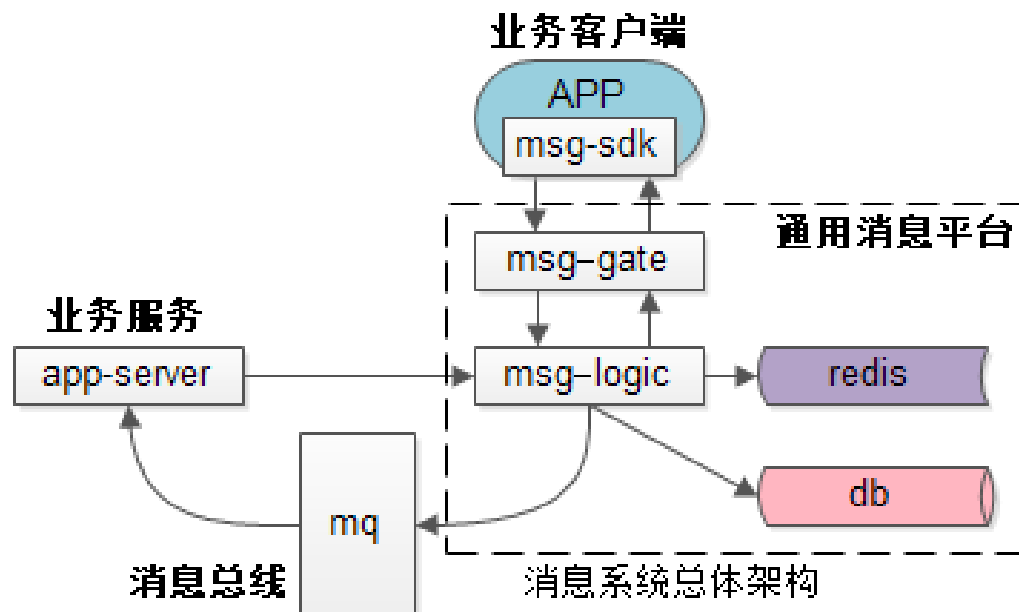 业务客户端
APP
msg-sdk
通用消息平台
msg-gate
业务服务
app-server
msg-logic
redis
db
mq
消息总线
消息系统总体架构